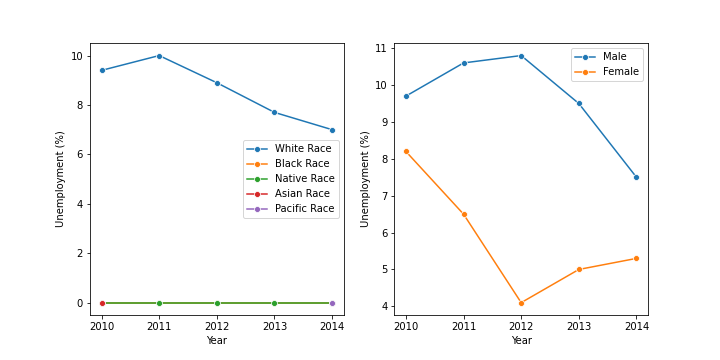 Unemployment (%)
10
8
6
4
2
0
2010 2011 2012 2013 2014
Year
White Race
Black Race
Native Race
Asian Race
Pacific Race
Unemployment (%)
11
10
9
8
7
6
5
4
2010 2011 2012 2013 2014
Year
Male
Female